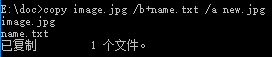 E:\doc>copy image.jpg /b+name.txt /a new.jpg
image.jpg
name.txt
已复制         1 个文件。